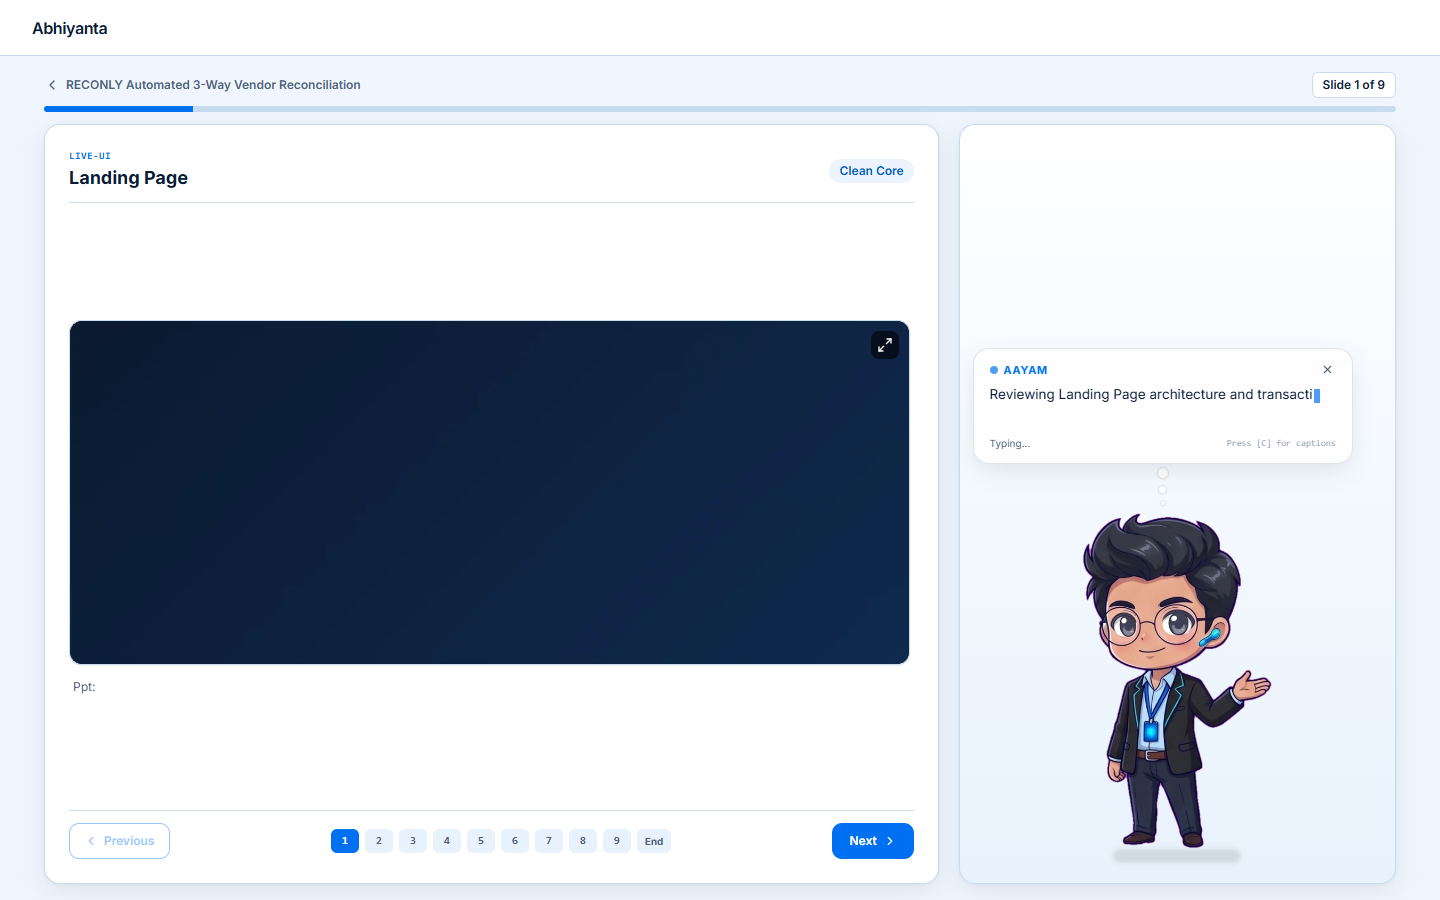 Abhiyanta
RECONLY Automated 3-Way Vendor Reconciliation
Slide 1 of 9
LIVE-UI
Landing Page
Clean Core
AAYAM
Reviewing Landing Page architecture and transacti
Typing...
Press [C] for captions
Ppt:
Previous
1 2 3 4 5 6 7 8 9 End
Next